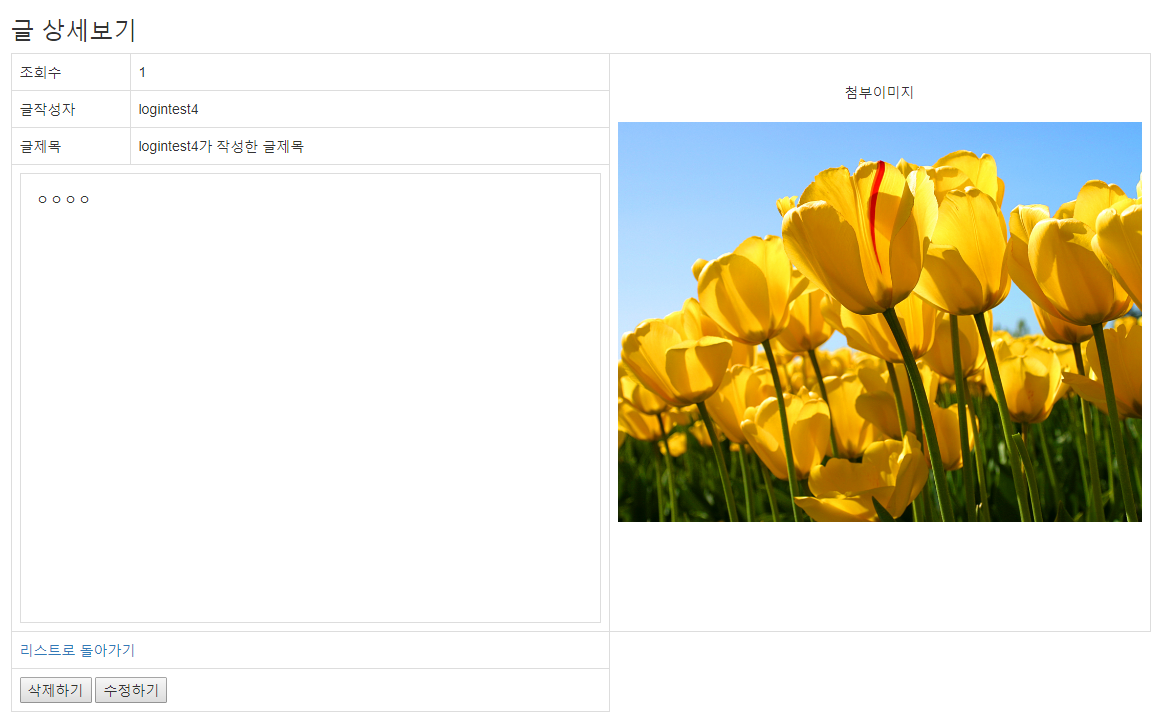 글 상세보기
조회수 1
글작성자 logintest4
글제목 logintest4가 작성한 글제목
ㅇㅇㅇㅇ
첨부이미지
리스트로 돌아가기
삭제하기 수정하기